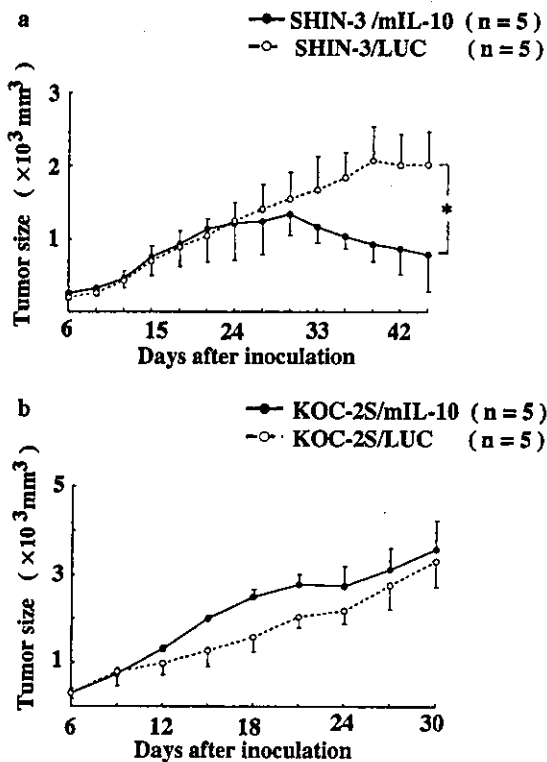 a
SHIN-3/mIL-10 (n = 5)
SHIN-3/LUC (n = 5)
Tumor size (×10³ mm³)
2
1
6 15 24 33 42
*
Days after inoculation
b
KOC-2S/mIL-10 (n = 5)
KOC-2S/LUC (n = 5)
Tumor size (×10³mm³)
5
3
1
6 12 18 24 30
Days after inoculation